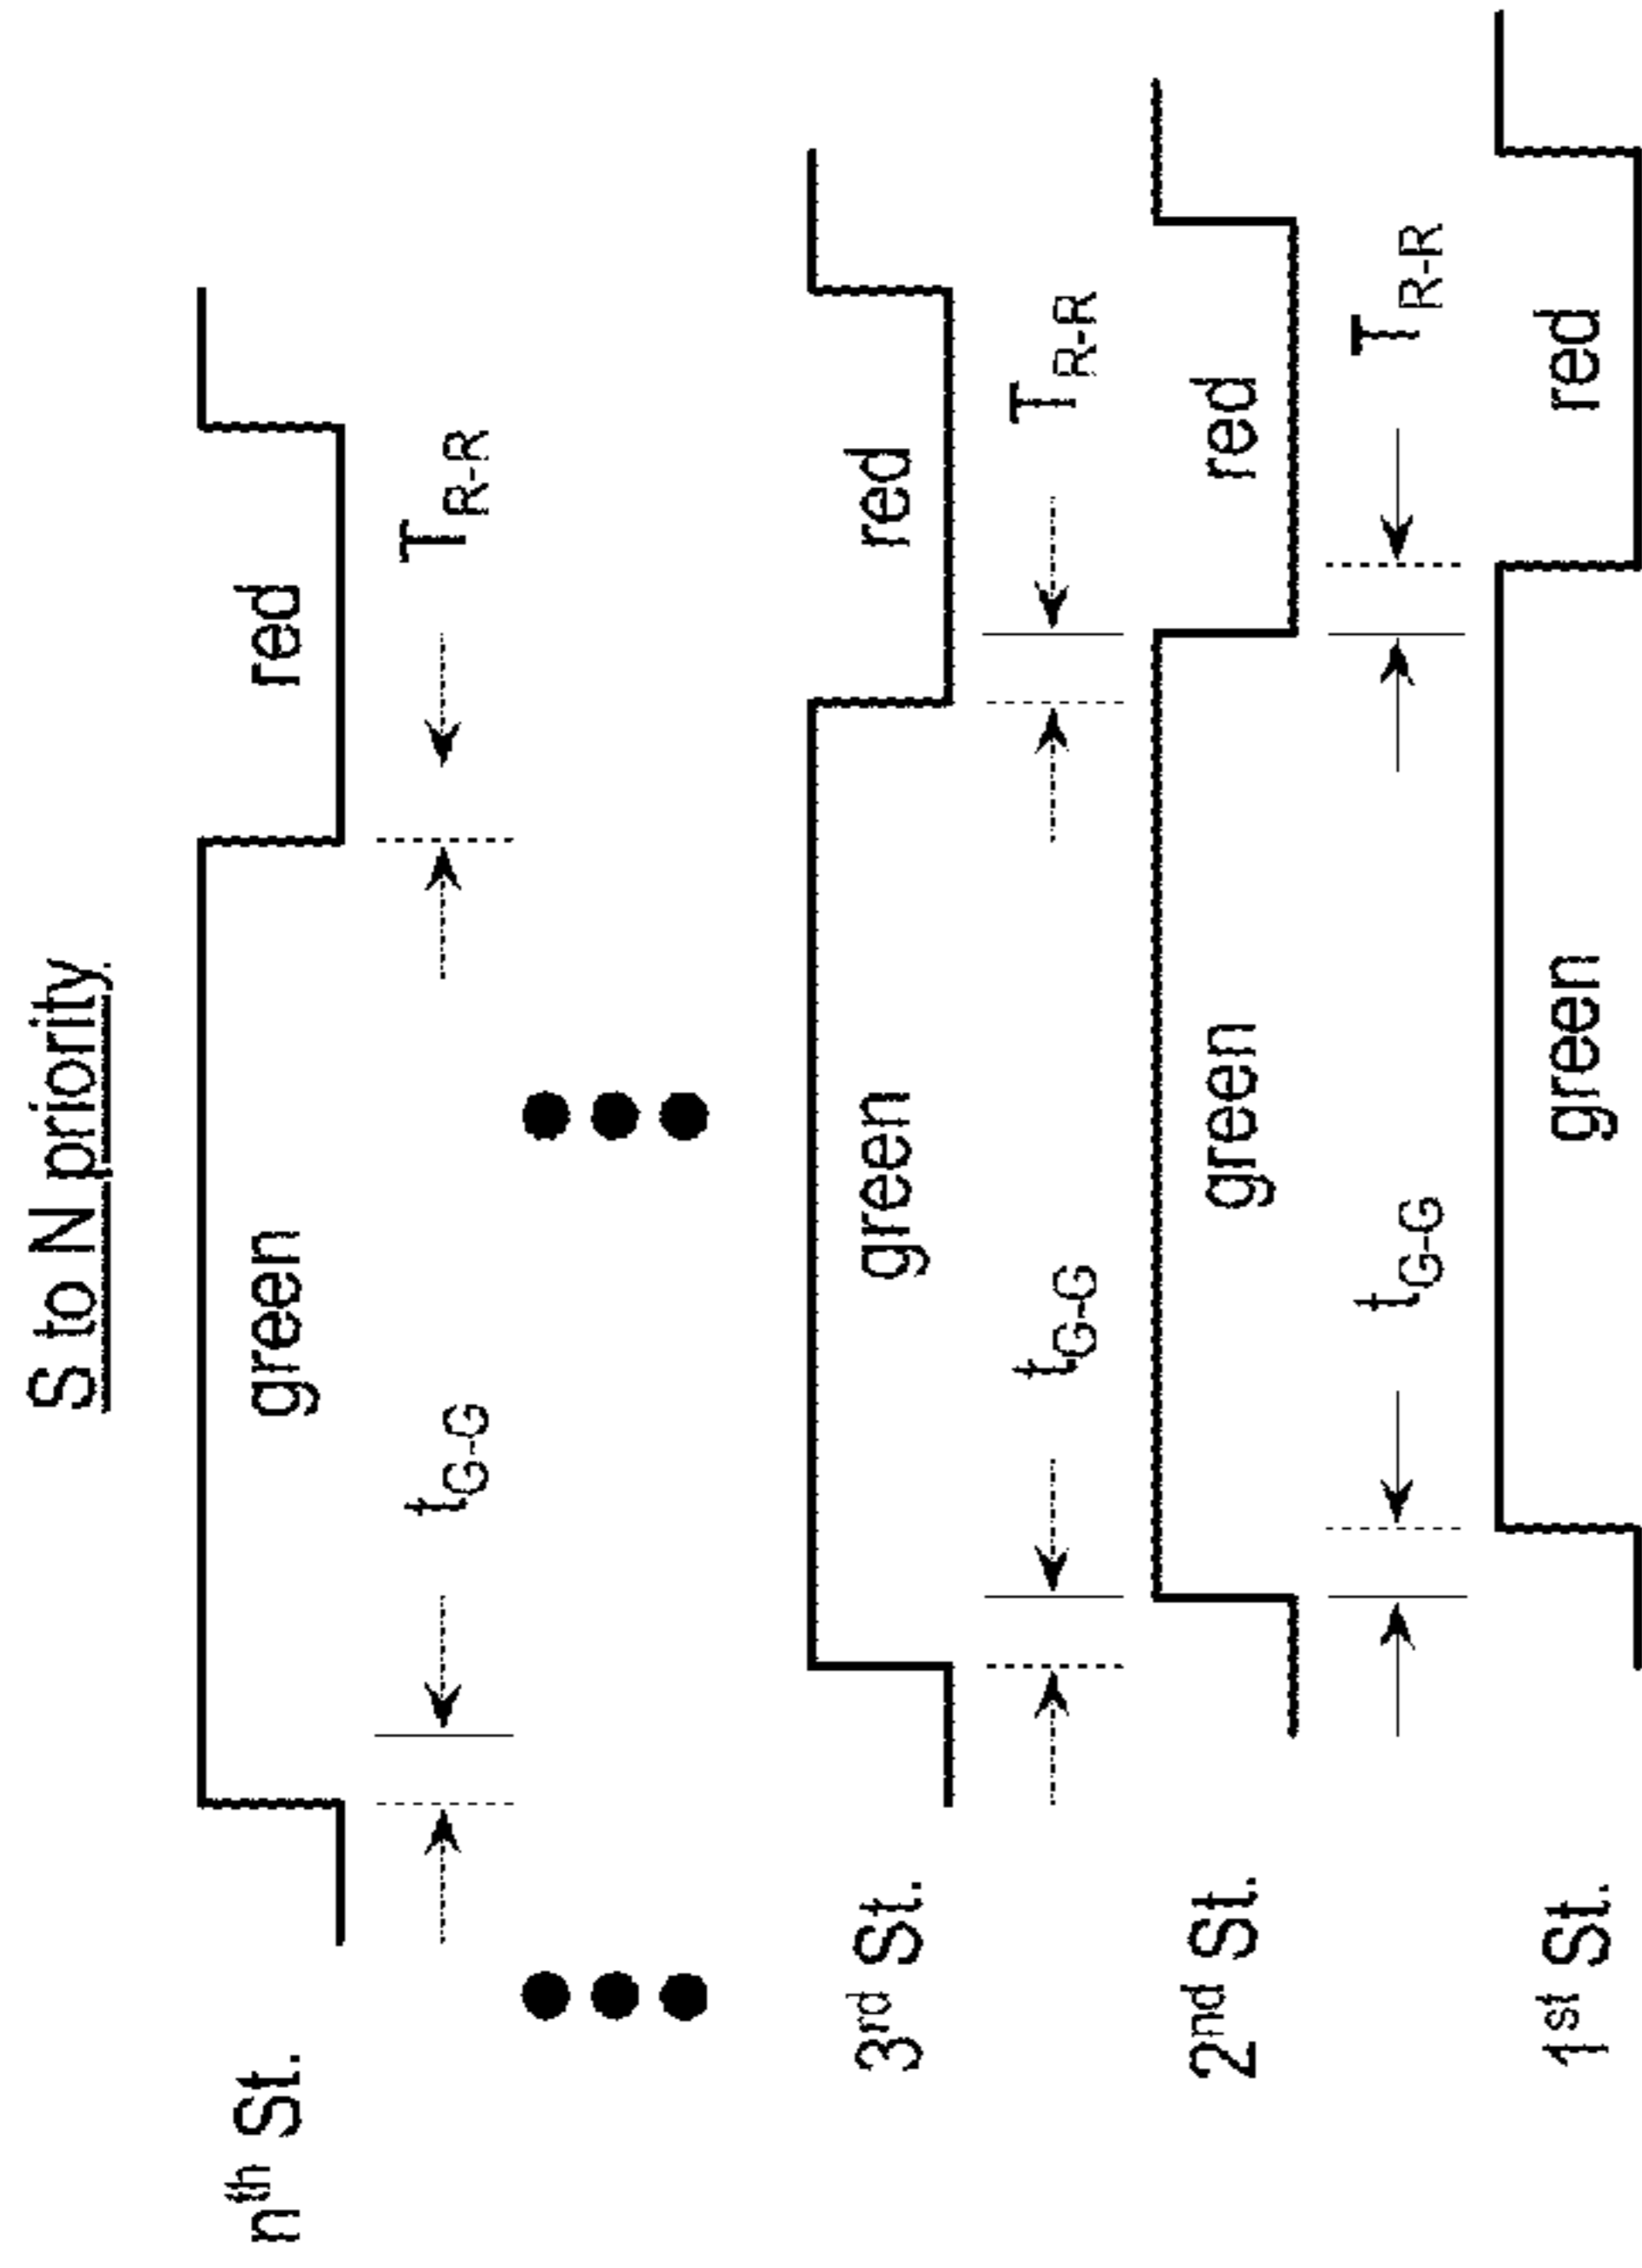 S to N priority
nth St. green red
tG-G TR-R
3rd St. green red
tG-G TR-R
2nd St. green red
tG-G TR-R
1st St. green red